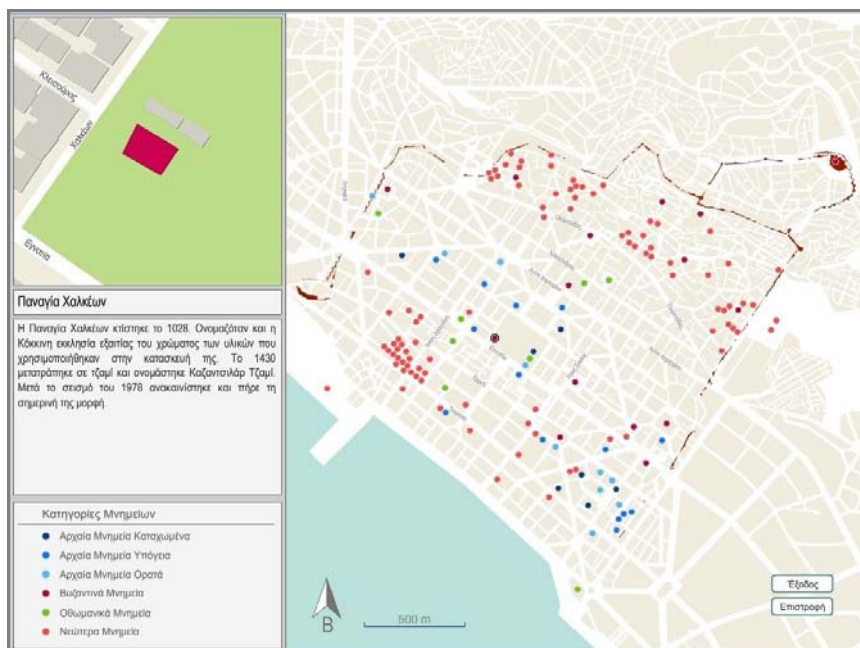 Κλεισούρας
Χαλκέων
Εγνατία
Παναγία Χαλκέων
Η Παναγία Χαλκέων κτίστηκε το 1028. Ονομαζόταν και η
Κόκκινη εκκλησία εξαιτίας του χρώματος των υλικών που
χρησιμοποιήθηκαν στην κατασκευή της. Το 1430
μετατράπηκε σε τζαμί και ονομάστηκε Καζαντσιλάρ Τζαμί.
Μετά το σεισμό του 1978 ανακαινίστηκε και πήρε τη
σημερινή της μορφή.
Κατηγορίες Μνημείων
Αρχαία Μνημεία Καταχωμένα
Αρχαία Μνημεία Υπόγεια
Αρχαία Μνημεία Ορατά
Βυζαντινά Μνημεία
Οθωμανικά Μνημεία
Νεώτερα Μνημεία
Β
500 m
Έξοδος
Επιστροφή